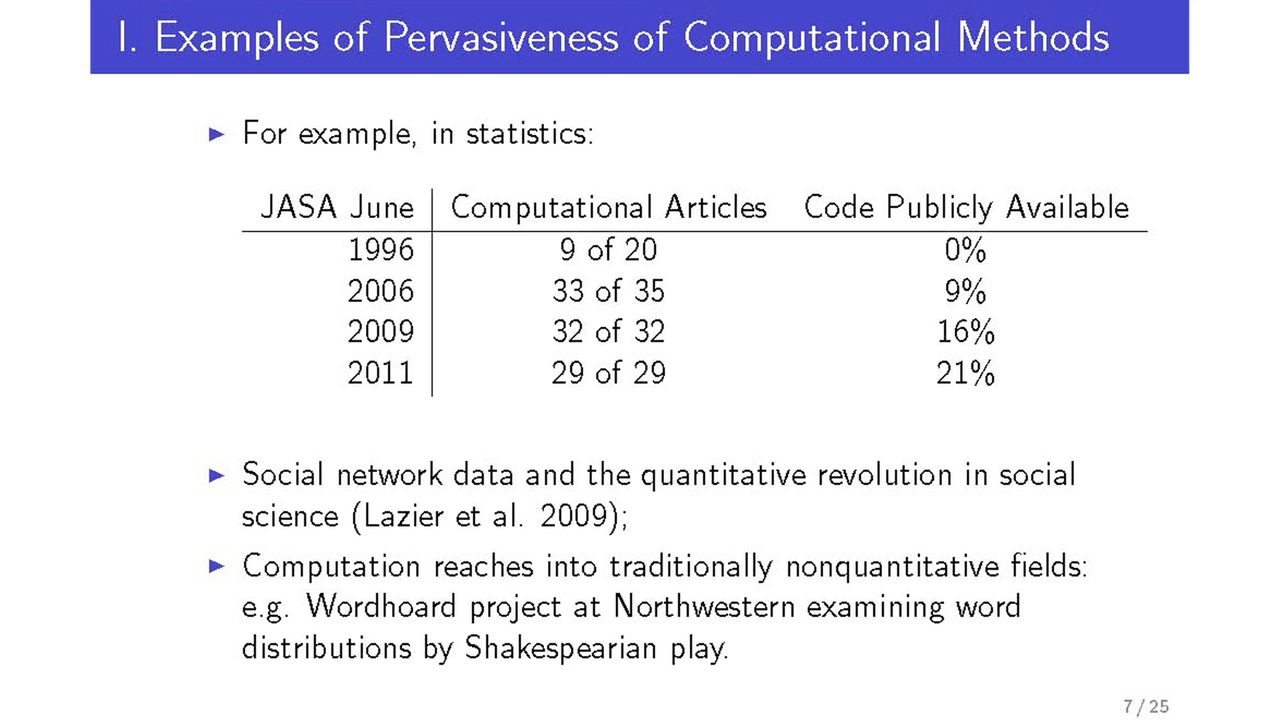 I. Examples of Pervasiveness of Computational Methods
For example, in statistics:
JASA June Computational Articles Code Publicly Available
1996 9 of 20 0%
2006 33 of 35 9%
2009 32 of 32 16%
2011 29 of 29 21%
Social network data and the quantitative revolution in social
science (Lazier et al. 2009);
Computation reaches into traditionally nonquantitative fields:
e.g. Wordhoard project at Northwestern examining word
distributions by Shakespearian play.
7 / 25